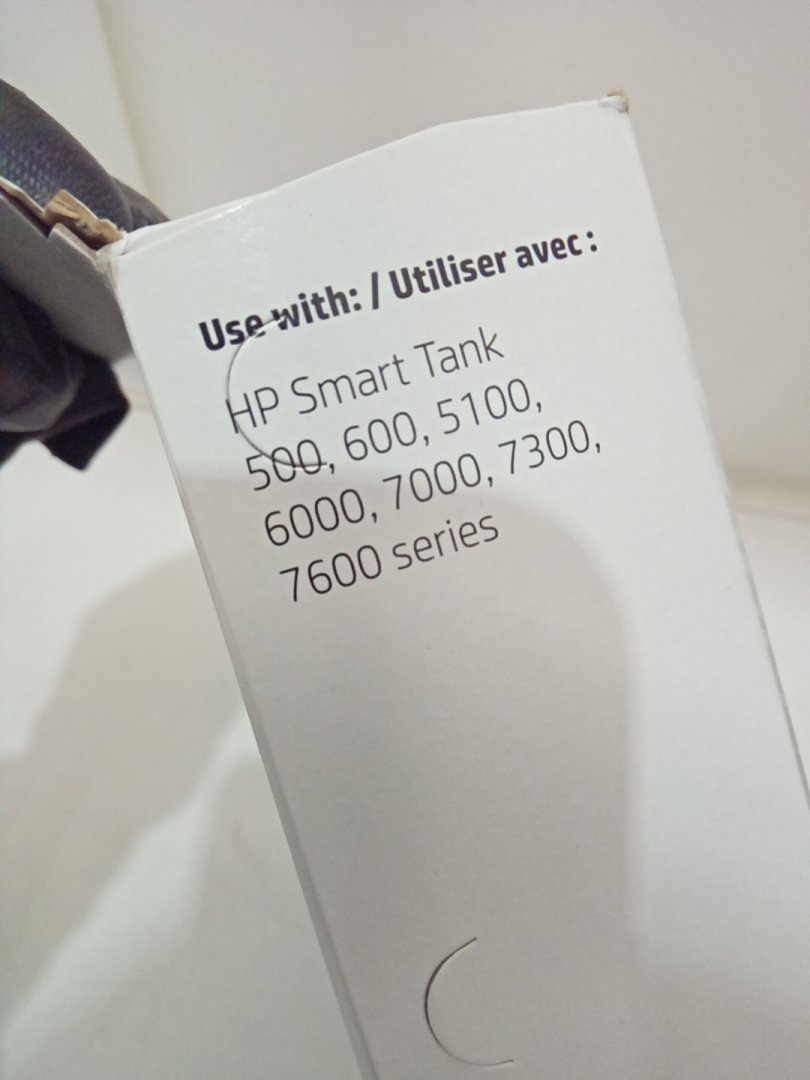 Use with: / Utiliser avec :
HP Smart Tank
500, 600, 5100,
6000, 7000, 7300,
7600 series